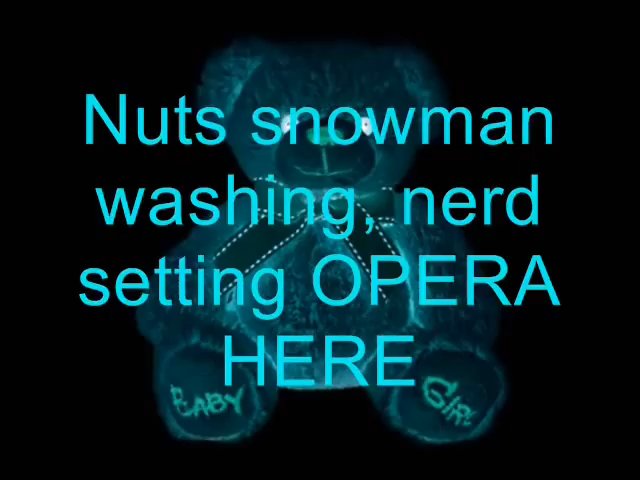 Nuts snowman
washing, nerd
setting OPERA
HERE
BABY
GIRL